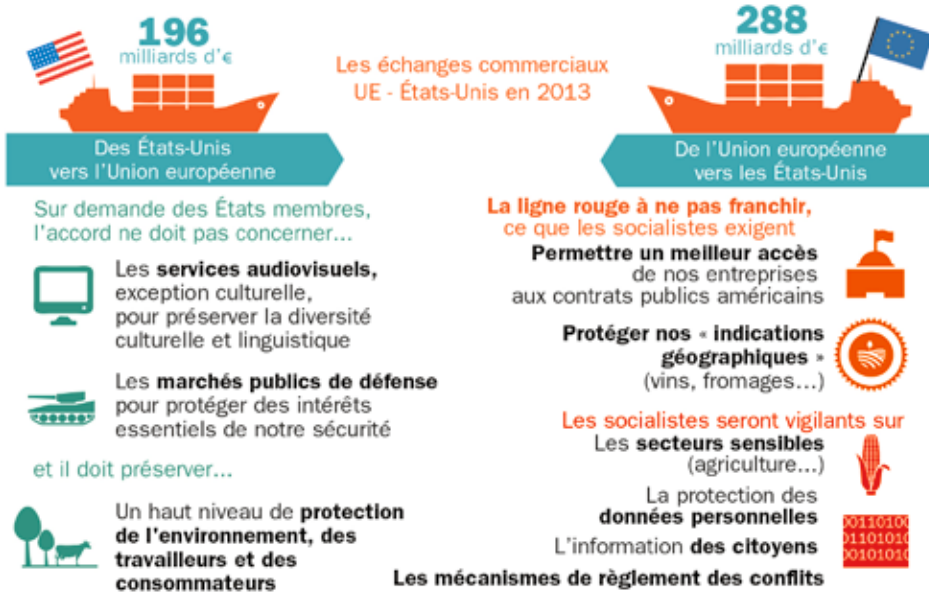 196
milliards d'€
Des États-Unis
vers l'Union européenne
Les échanges commerciaux
UE - États-Unis en 2013
288
milliards d'€
De l'Union européenne
vers les États-Unis
Sur demande des États membres,
l'accord ne doit pas concerner...
Les services audiovisuels,
exception culturelle,
pour préserver la diversité
culturelle et linguistique
Les marchés publics de défense
pour protéger des intérêts
essentiels de notre sécurité
et il doit préserver...
Un haut niveau de protection
de l'environnement, des
travailleurs et des
consommateurs
La ligne rouge à ne pas franchir,
ce que les socialistes exigent
Permettre un meilleur accès
de nos entreprises
aux contrats publics américains
Protéger nos « indications
géographiques »
(vins, fromages...)
Les socialistes seront vigilants sur
Les secteurs sensibles
(agriculture...)
La protection des
données personnelles
L'information des citoyens
Les mécanismes de règlement des conflits
00110100
01101010
00101010